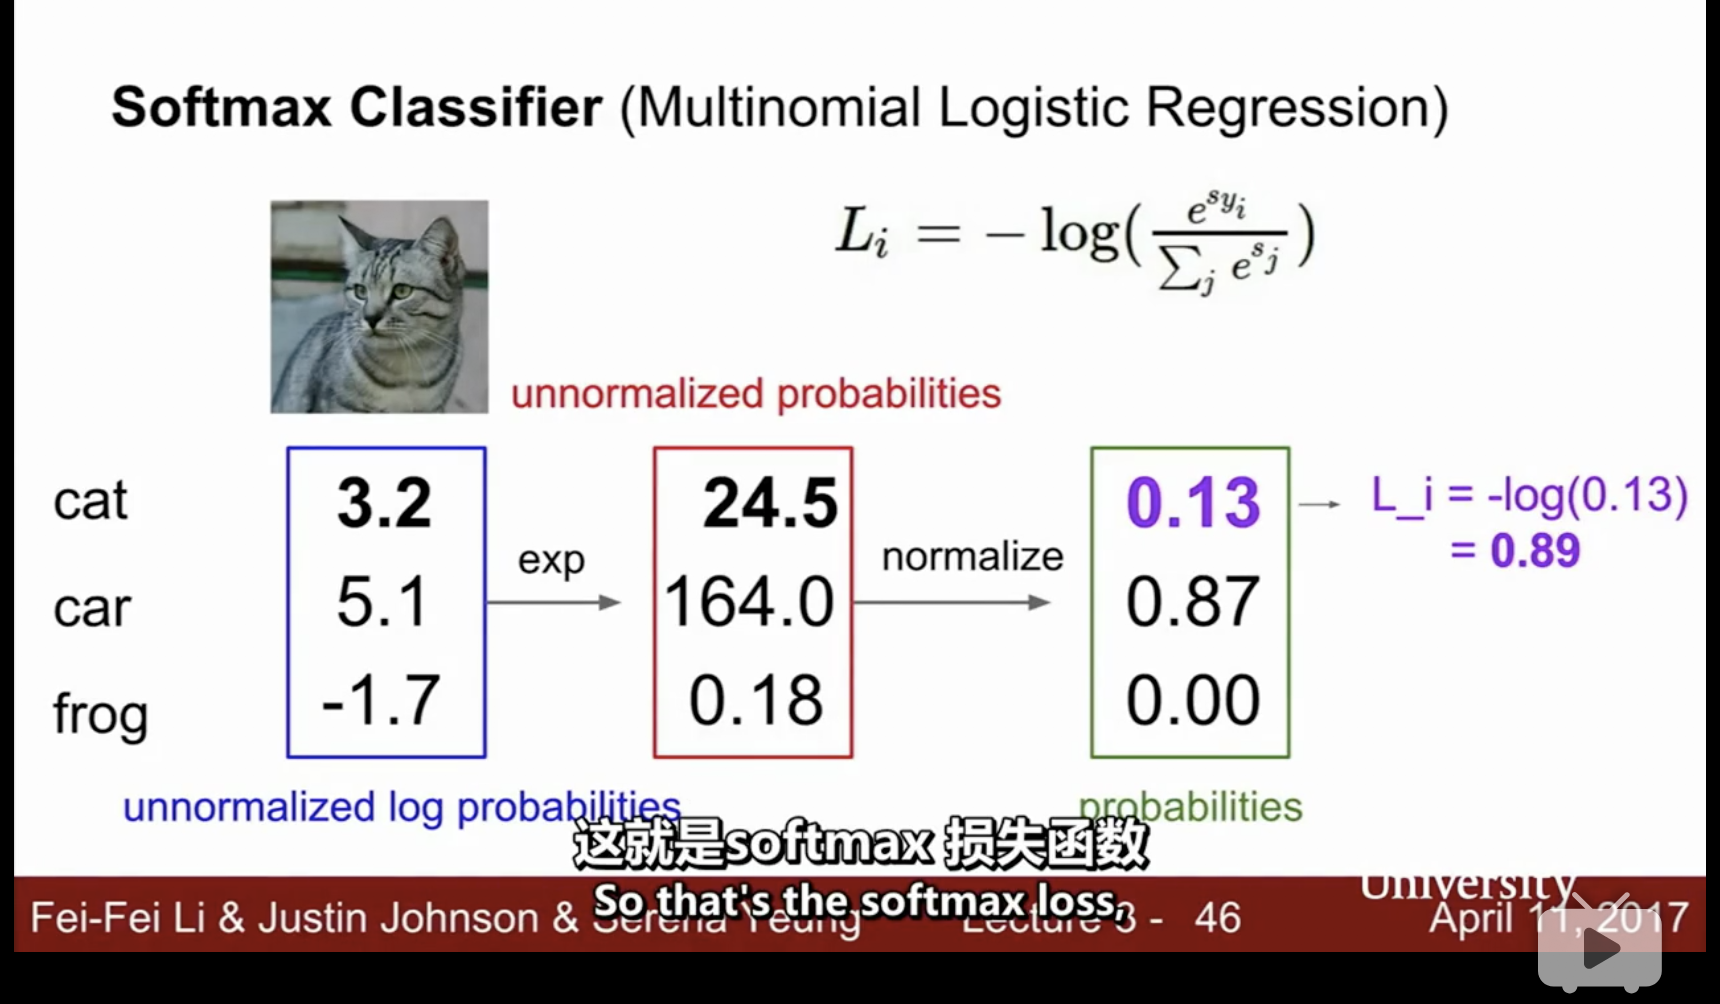 Softmax Classifier (Multinomial Logistic Regression)
L_i = - log( e^{s_{y_i}} / ∑_j e^{s_j} )
unnormalized probabilities
cat 3.2 24.5 0.13 L_i = -log(0.13)
= 0.89
exp normalize
car 5.1 164.0 0.87
frog -1.7 0.18 0.00
unnormalized log probabilities probabilities
这就是softmax 损失函数
So that's the softmax loss,
Fei-Fei Li & Justin Johnson & Serena Yeung Lecture 3 - 46 April 11, 2017
University